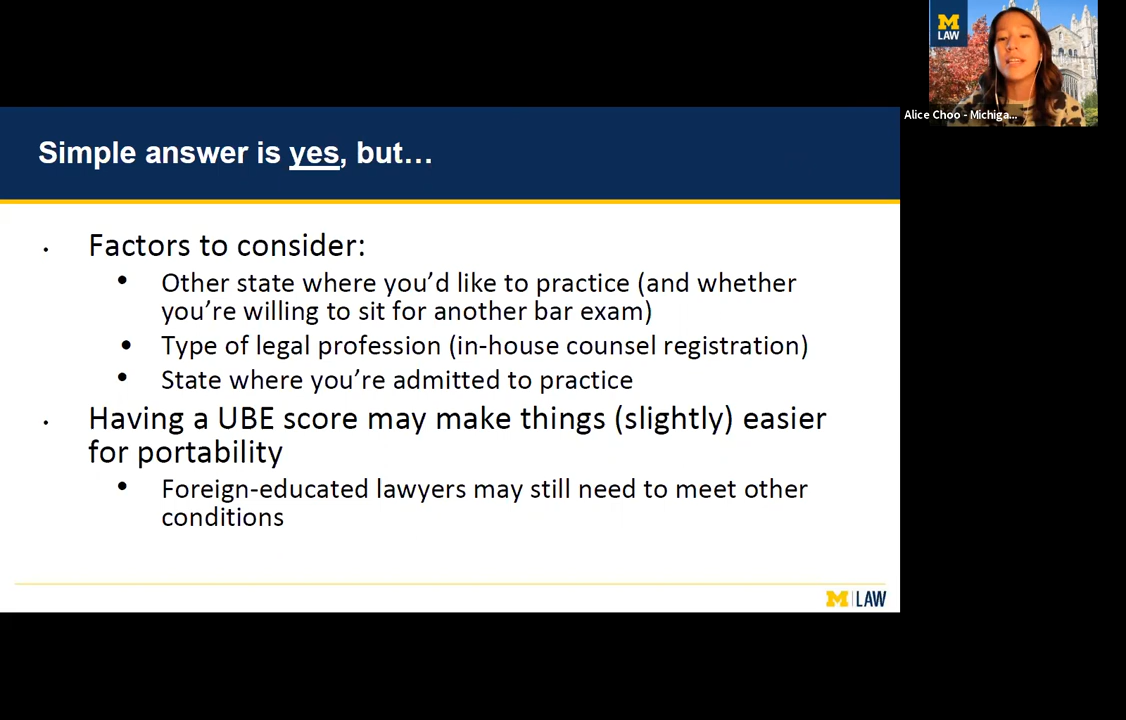 M
LAW
Alice Choo - Michiga...
Simple answer is yes, but…
• Factors to consider:
• Other state where you’d like to practice (and whether
you’re willing to sit for another bar exam)
• Type of legal profession (in-house counsel registration)
• State where you’re admitted to practice
• Having a UBE score may make things (slightly) easier
for portability
• Foreign-educated lawyers may still need to meet other
conditions
M | LAW